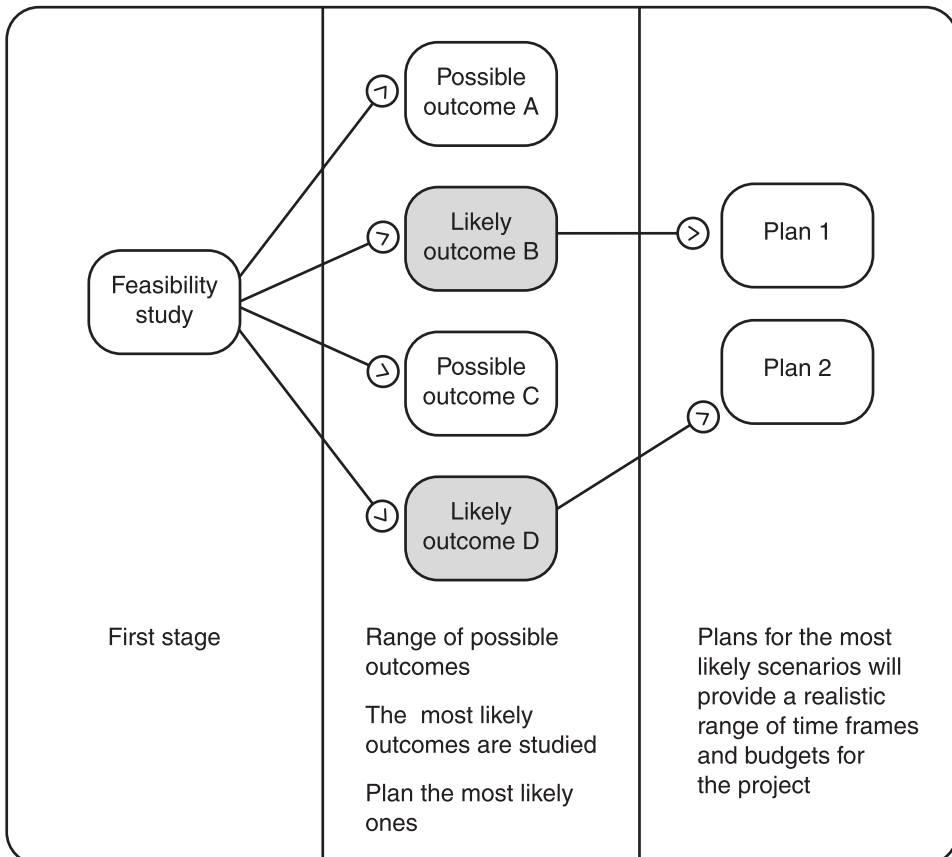 Possible
outcome A
Likely
outcome B
Plan 1
Feasibility
study
Possible
outcome C
Plan 2
Likely
outcome D
First stage
Range of possible
outcomes
The most likely
outcomes are studied
Plan the most likely
ones
Plans for the most
likely scenarios will
provide a realistic
range of time frames
and budgets for
the project